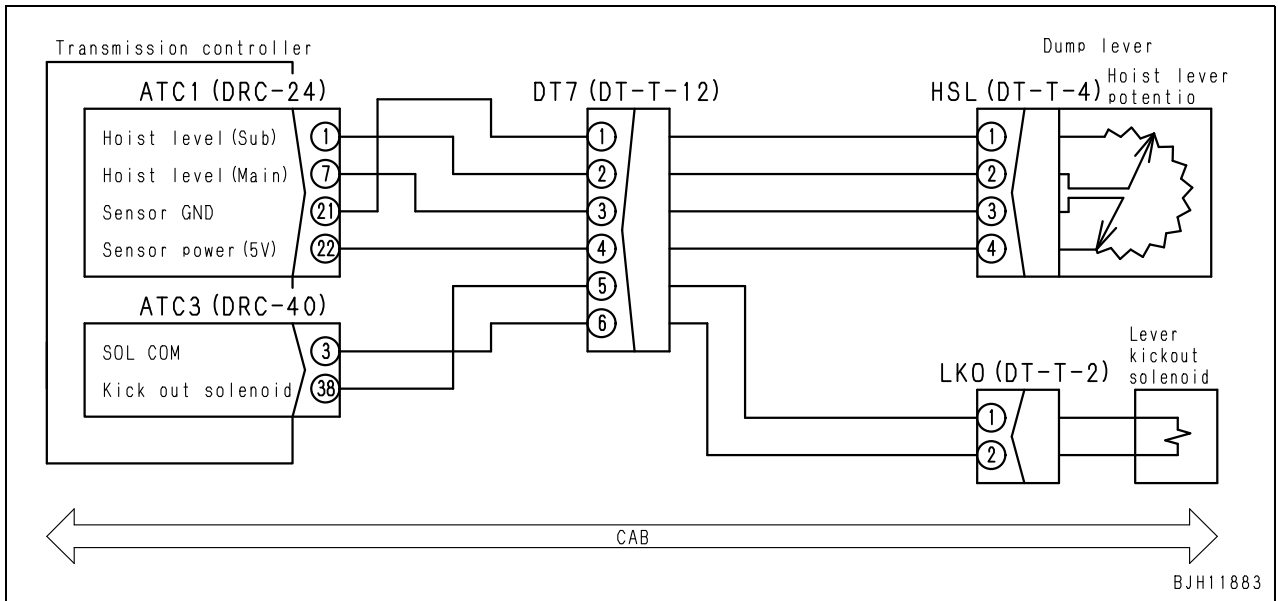 Transmission controller
ATC1 (DRC-24)
Hoist level (Sub)
1
Hoist level (Main)
7
Sensor GND
21
Sensor power (5V)
22
ATC3 (DRC-40)
SOL COM
3
Kick out solenoid
38
DT7 (DT-T-12)
1
2
3
4
5
6
Dump lever
Hoist lever
potentio
HSL (DT-T-4)
1
2
3
4
Lever
kickout
solenoid
LKO (DT-T-2)
1
2
CAB
BJH11883